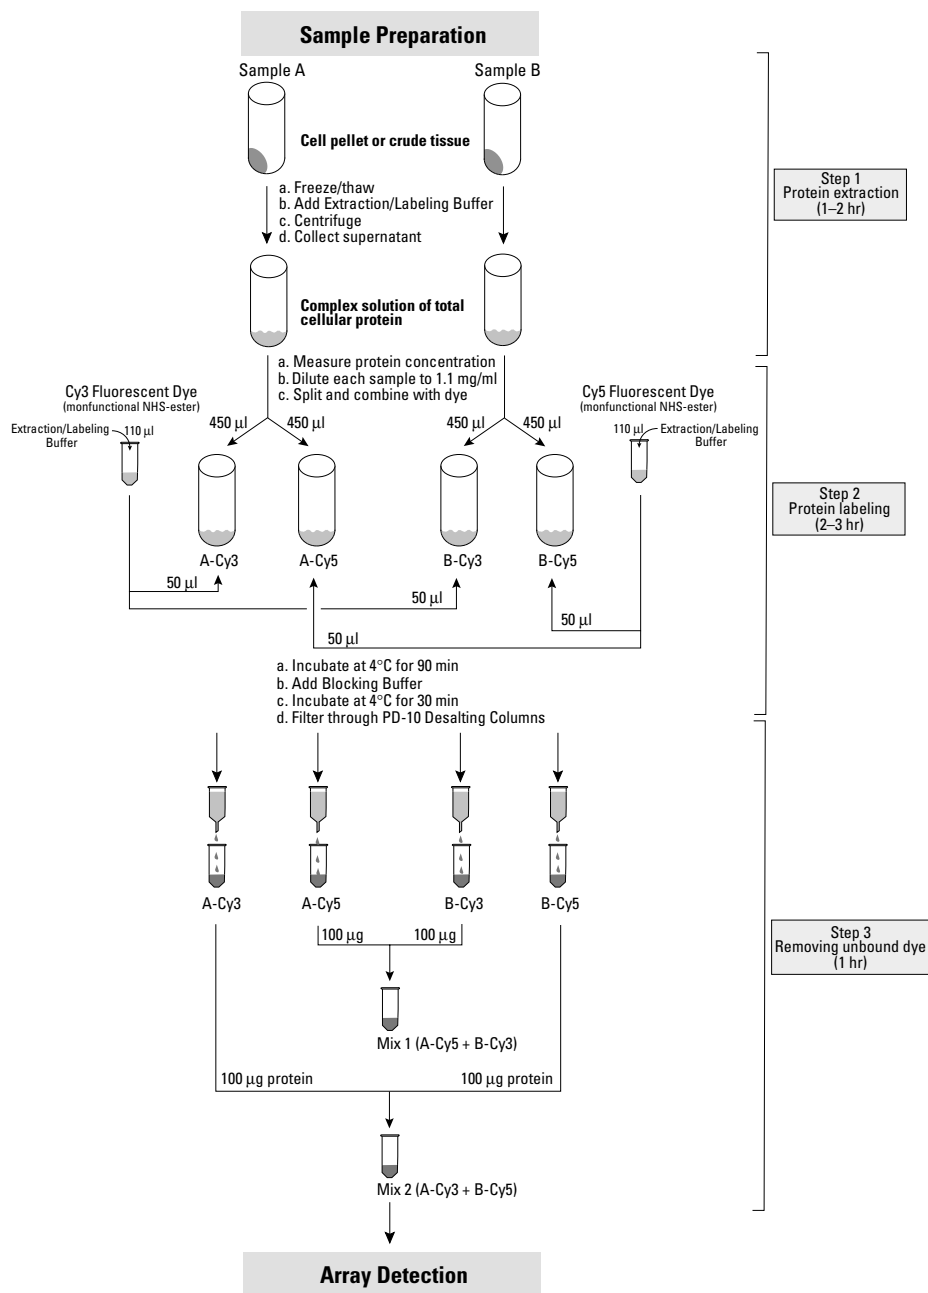 Sample Preparation
Sample A
Sample B
Cell pellet or crude tissue
a. Freeze/thaw
b. Add Extraction/Labeling Buffer
c. Centrifuge
d. Collect supernatant
Step 1
Protein extraction
(1–2 hr)
Complex solution of total
cellular protein
a. Measure protein concentration
b. Dilute each sample to 1.1 mg/ml
c. Split and combine with dye
Cy3 Fluorescent Dye
(monfunctional NHS-ester)
Extraction/Labeling
Buffer
110 µl
450 µl
450 µl
450 µl
450 µl
Cy5 Fluorescent Dye
(monfunctional NHS-ester)
110 µl
Extraction/Labeling
Buffer
Step 2
Protein labeling
(2–3 hr)
A-Cy3
A-Cy5
B-Cy3
B-Cy5
50 µl
50 µl
50 µl
50 µl
a. Incubate at 4°C for 90 min
b. Add Blocking Buffer
c. Incubate at 4°C for 30 min
d. Filter through PD-10 Desalting Columns
A-Cy3
A-Cy5
B-Cy3
B-Cy5
100 µg
100 µg
Step 3
Removing unbound dye
(1 hr)
Mix 1 (A-Cy5 + B-Cy3)
100 µg protein
100 µg protein
Mix 2 (A-Cy3 + B-Cy5)
Array Detection